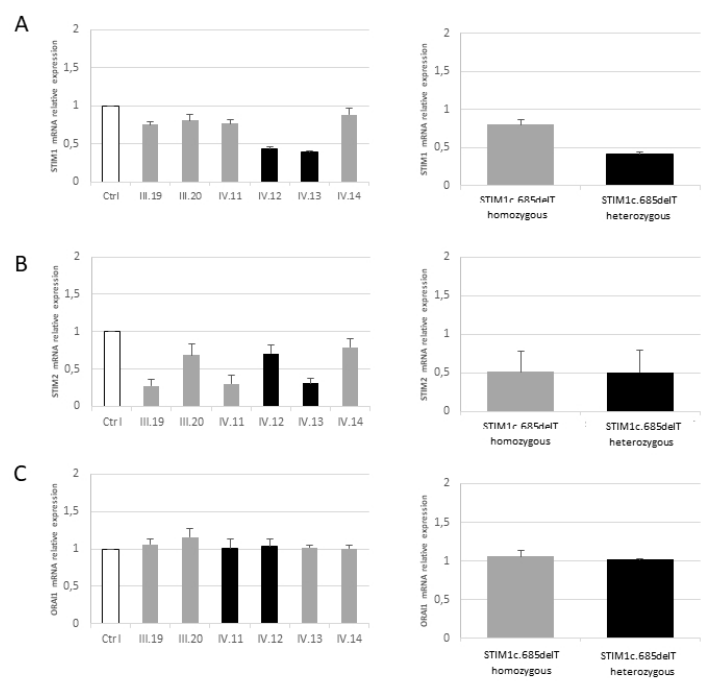 A
STIM1 mRNA relative expression
2
1,5
1
0,5
0
Ctrl III.19 III.20 IV.11 IV.12 IV.13 IV.14
STIM1 mRNA relative expression
2
1,5
1
0,5
0
STIM1c.685delT STIM1c.685delT
homozygous heterozygous
B
STIM2 mRNA relative expression
2
1,5
1
0,5
0
Ctrl III.19 III.20 IV.11 IV.12 IV.13 IV.14
STIM2 mRNA relative expression
2
1,5
1
0,5
0
STIM1c.685delT STIM1c.685delT
homozygous heterozygous
C
ORAI1 mRNA relative expression
2
1,5
1
0,5
0
Ctrl III.19 III.20 IV.11 IV.12 IV.13 IV.14
ORAI1 mRNA relative expression
2
1,5
1
0,5
0
STIM1c.685delT STIM1c.685delT
homozygous heterozygous